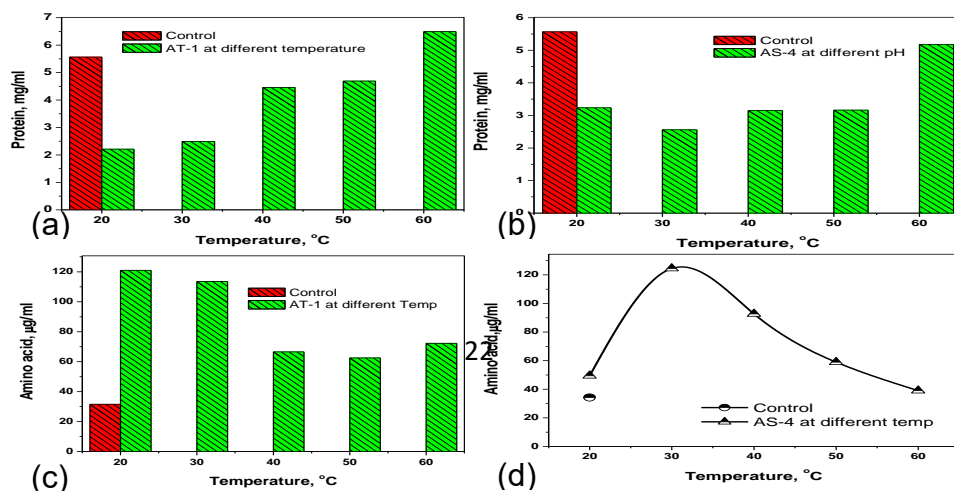 7
6
5
4
3
2
1
0
Protein, mg/ml
Control
AT-1 at different temperature
20 30 40 50 60
Temperature, °C
(a)
6
5
4
3
2
1
0
Protein, mg/ml
Control
AS-4 at different pH
20 30 40 50 60
Temperature, °C
(b)
120
100
80
60
40
20
0
Amino acid, µg/ml
Control
AT-1 at different Temp
20 30 40 50 60
Temperature, °C
(c)
22
120
100
80
60
40
20
0
Amino acid,µg/ml
Control
AS-4 at different temp
20 30 40 50 60
Temperature, °C
(d)